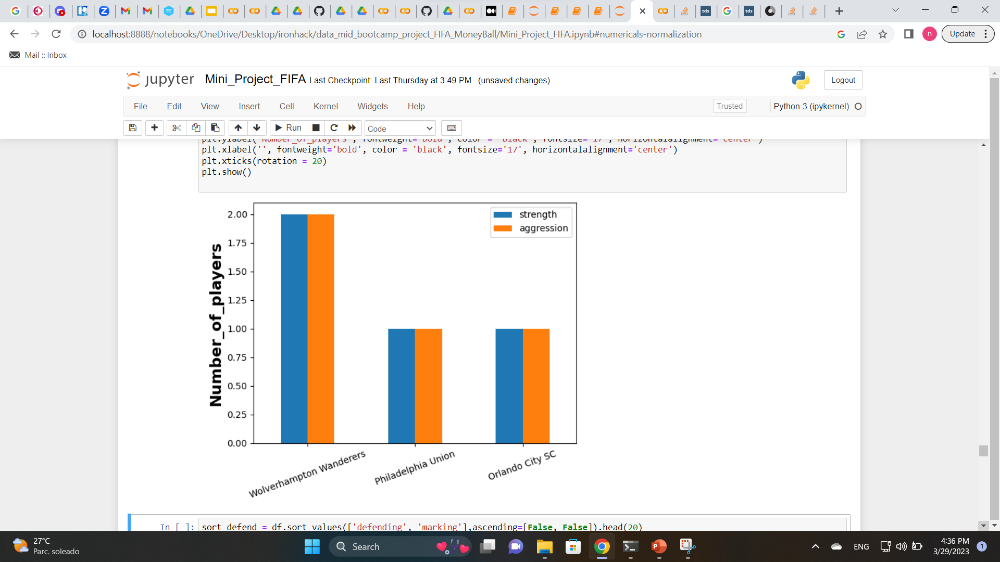 localhost:8888/notebooks/OneDrive/Desktop/ironhack/data_mid_bootcamp_project_FIFA_MoneyBall/Mini_Project_FIFA.ipynb#numericals-normalization
n
Update
Mail :: Inbox
jupyter
Mini_Project_FIFA Last Checkpoint: Last Thursday at 3:49 PM (unsaved changes)
Logout
File Edit View Insert Cell Kernel Widgets Help
Trusted
Python 3 (ipykernel)
Run
Code
plt.ylabel('Number_of_players', fontweight='bold', color = 'black', fontsize='17', horizontalalignment='center')
plt.xlabel('', fontweight='bold', color = 'black', fontsize='17', horizontalalignment='center')
plt.xticks(rotation = 20)
plt.show()
strength
aggression
Number_of_players
2.00
1.75
1.50
1.25
1.00
0.75
0.50
0.25
0.00
Wolverhampton Wanderers
Philadelphia Union
Orlando City SC
In [ ]:
sort_defend = df.sort_values(['defending', 'marking'],ascending=[False, False]).head(20)
27°C
Parc. soleado
Search
ENG
4:36 PM
3/29/2023
1